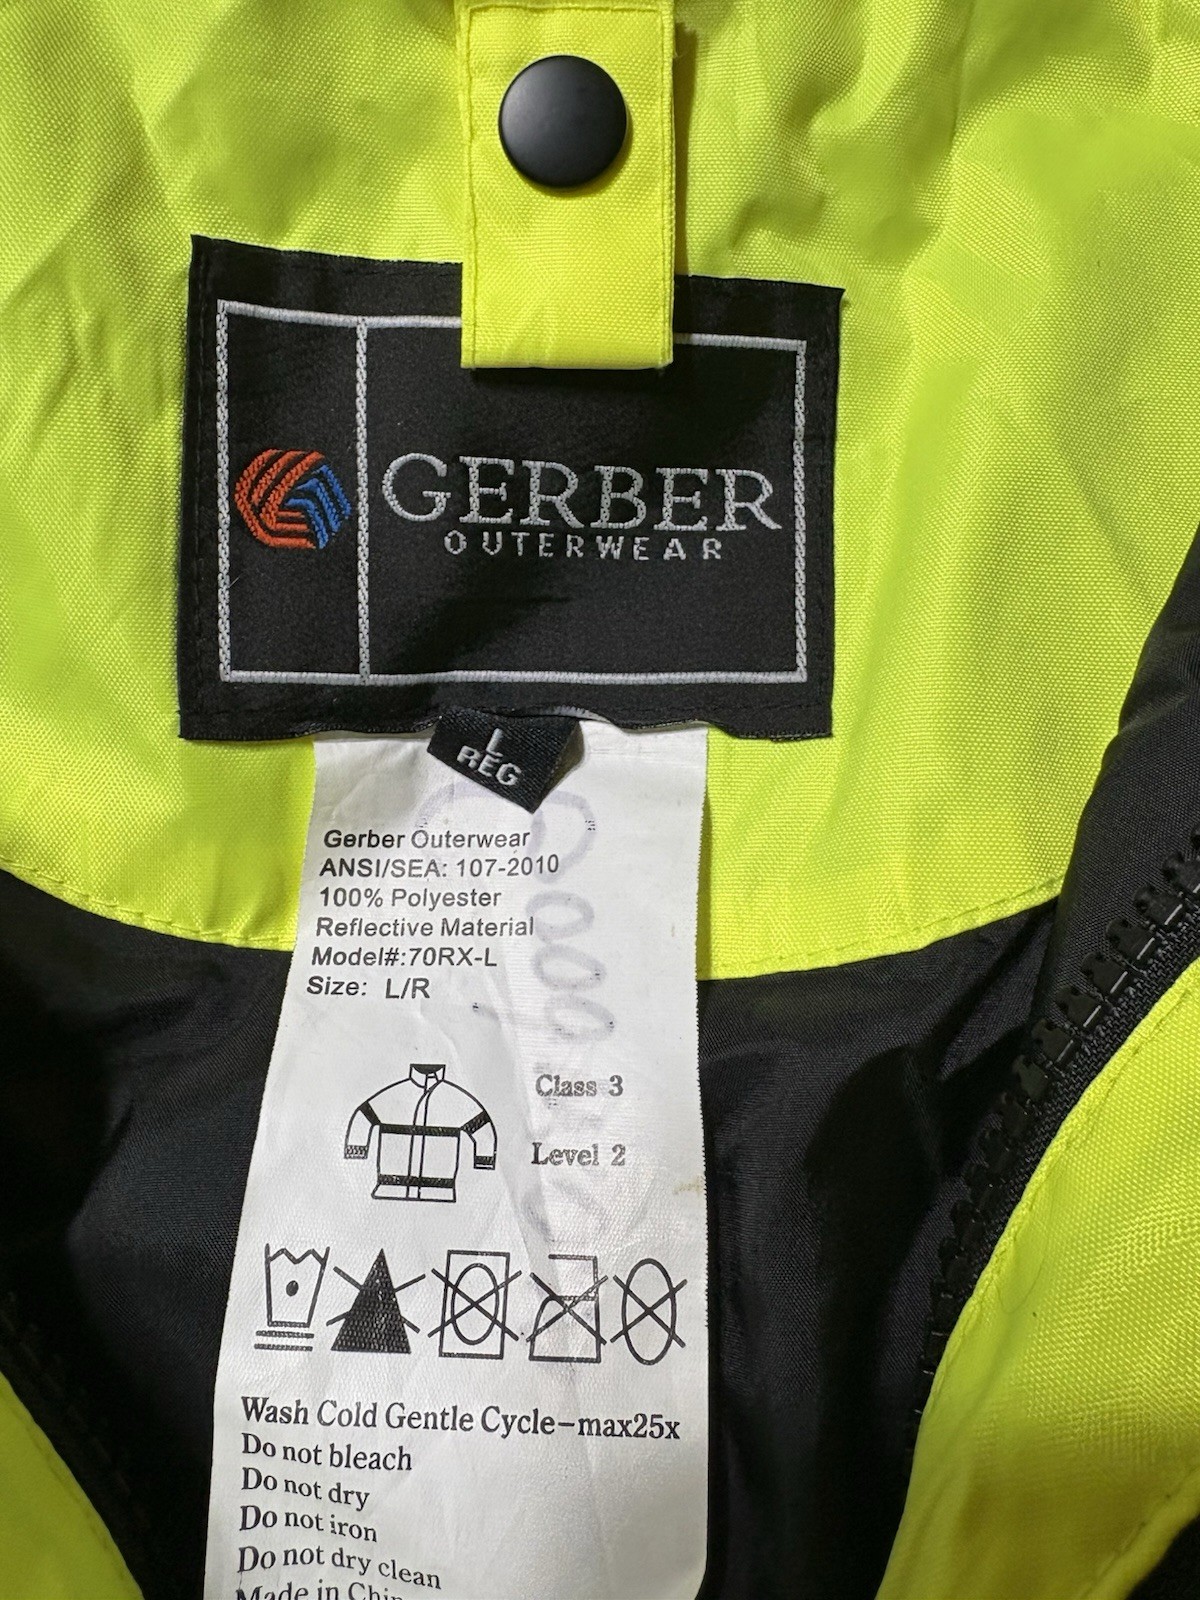 GERBER
OUTERWEAR
L
REG
Gerber Outerwear
ANSI/SEA: 107-2010
100% Polyester
Reflective Material
Model#:70RX-L
Size: L/R
Class 3
Level 2
Wash Cold Gentle Cycle-max25x
Do not bleach
Do not dry
Do not iron
Do not dry clean
Made in